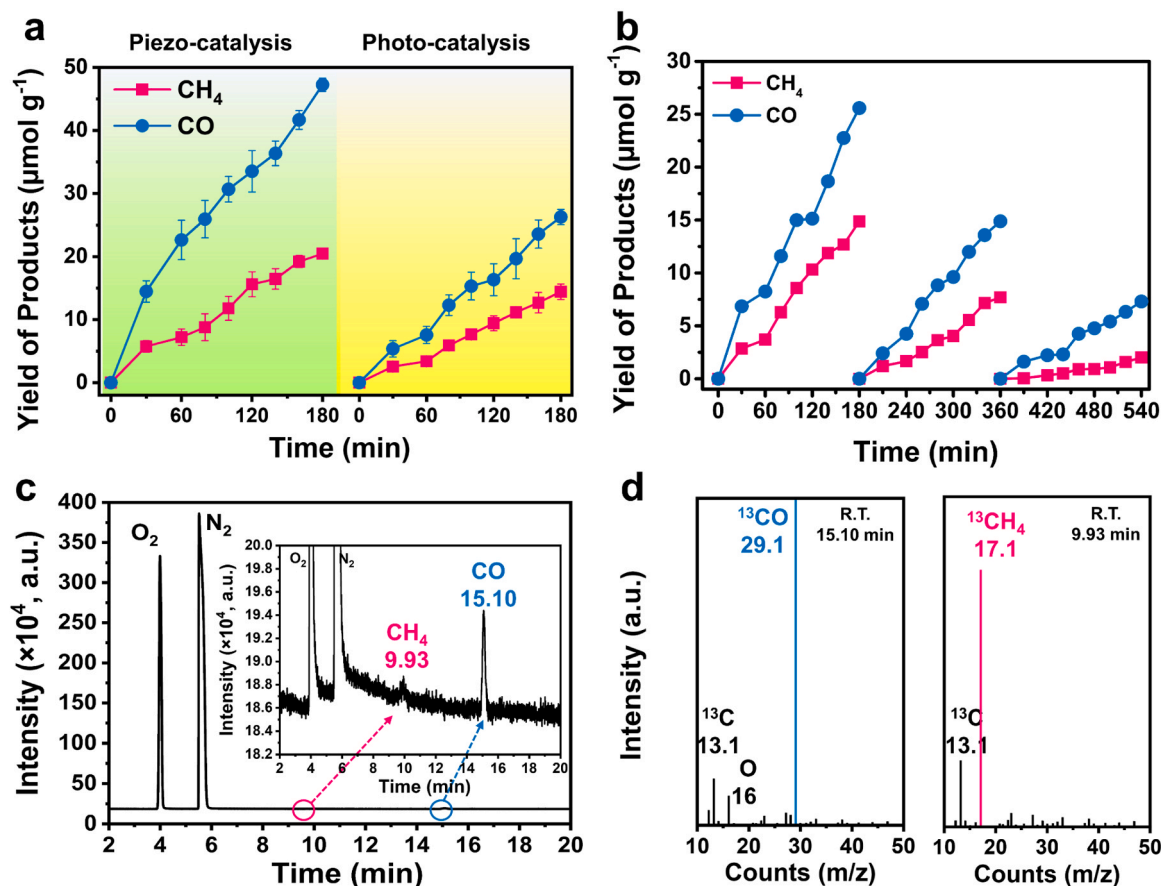 a
Piezo-catalysis Photo-catalysis
CH₄
CO
Yield of Products (μmol g⁻¹)
50
40
30
20
10
0
0 60 120 180 0 60 120 180
Time (min)
b
CH₄
CO
Yield of Products (μmol g⁻¹)
30
25
20
15
10
5
0
0 60 120 180 240 300 360 420 480 540
Time (min)
c
O₂
N₂
Intensity (×10⁴, a.u.)
400
350
300
250
200
150
100
50
0
2 4 6 8 10 12 14 16 18 20
Time (min)
O₂ N₂
CO
15.10
CH₄
9.93
Intensity (×10⁴, a.u.)
20.0
19.8
19.4
19.0
18.8
18.6
18.4
18.2
2 4 6 8 10 12 14 16 18 20
Time (min)
d
¹³CO
29.1
R.T.
15.10 min
¹³C
13.1
O
16
Intensity (a.u.)
10 20 30 40 50
Counts (m/z)
¹³CH₄
17.1
R.T.
9.93 min
¹³C
13.1
10 20 30 40 50
Counts (m/z)